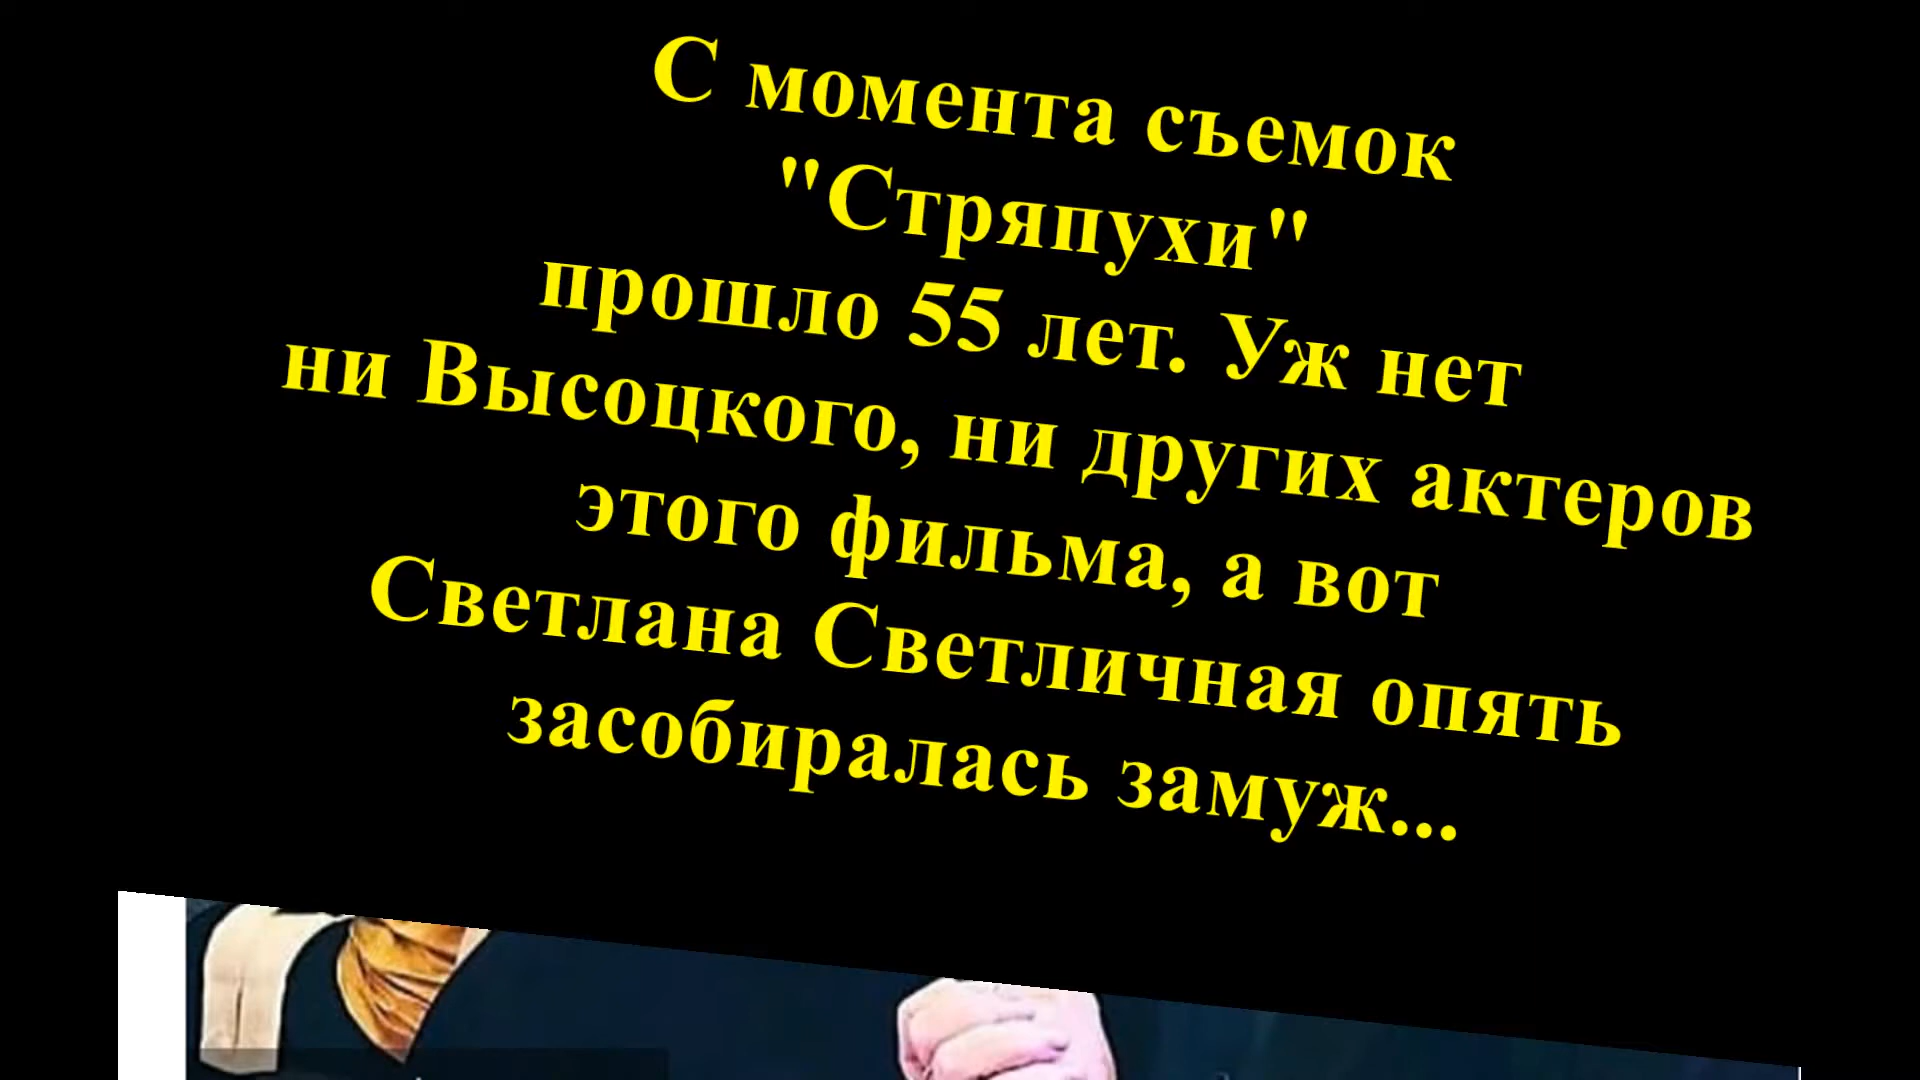 С момента съемок
"Стряпухи"
прошло 55 лет. Уж нет
ни Высоцкого, ни других актеров
этого фильма, а вот
Светлана Светличная опять
засобиралась замуж...